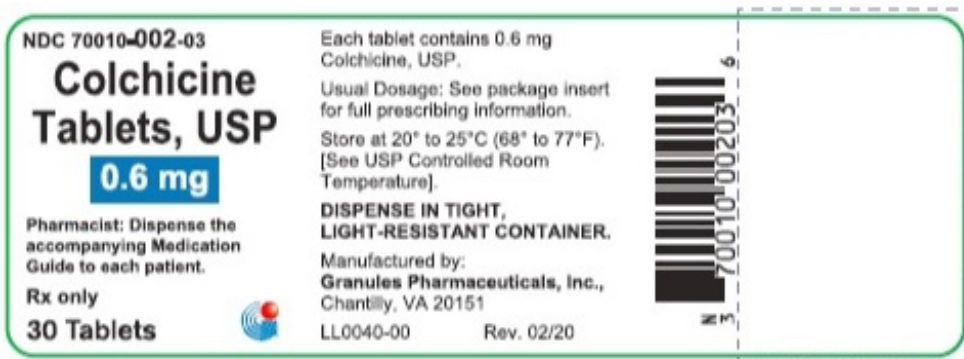 NDC 70010-002-03
Colchicine
Tablets, USP
0.6 mg
Pharmacist: Dispense the
accompanying Medication
Guide to each patient.
Rx only
30 Tablets
Each tablet contains 0.6 mg
Colchicine, USP.
Usual Dosage: See package insert
for full prescribing information.
Store at 20° to 25°C (68° to 77°F).
[See USP Controlled Room
Temperature].
DISPENSE IN TIGHT,
LIGHT-RESISTANT CONTAINER.
Manufactured by:
Granules Pharmaceuticals, Inc.,
Chantilly, VA 20151
LL0040-00 Rev. 02/20
N
3 70010 00203 6